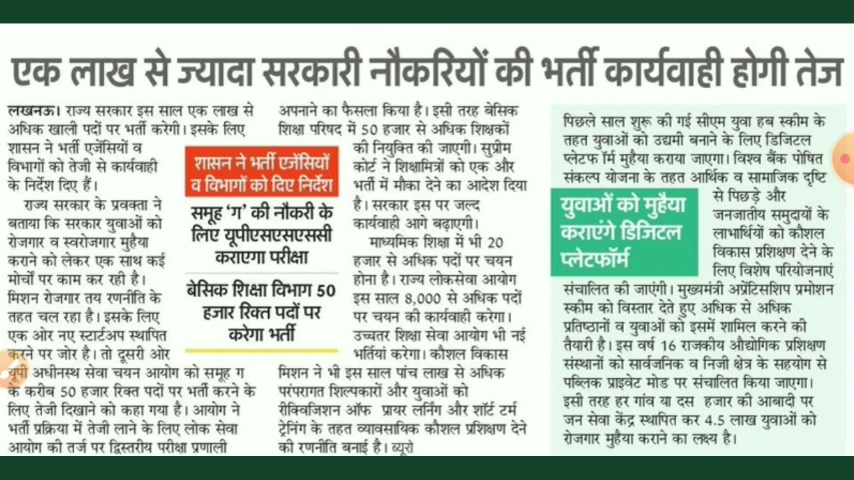 एक लाख से ज्यादा सरकारी नौकरियों की भर्ती कार्यवाही होगी तेज
लखनऊ। राज्य सरकार इस साल एक लाख से
अधिक खाली पदों पर भर्ती करेगी। इसके लिए
शासन ने भर्ती एजेंसियों व
विभागों को तेजी से कार्यवाही
के निर्देश दिए हैं।
राज्य सरकार के प्रवक्ता ने
बताया कि सरकार युवाओं को
रोजगार व स्वरोजगार मुहैया
कराने को लेकर एक साथ कई
मोर्चों पर काम कर रही है।
मिशन रोजगार तय रणनीति के
तहत चल रहा है। इसके लिए
एक ओर नए स्टार्टअप स्थापित
करने पर जोर है। तो दूसरी ओर
यूपी अधीनस्थ सेवा चयन आयोग को समूह ग
के करीब 50 हजार रिक्त पदों पर भर्ती करने के
लिए तेजी दिखाने को कहा गया है। आयोग ने
भर्ती प्रक्रिया में तेजी लाने के लिए लोक सेवा
आयोग की तर्ज पर द्विस्तरीय परीक्षा प्रणाली
शासन ने भर्ती एजेंसियों
व विभागों को दिए निर्देश
समूह ‘ग’ की नौकरी के
लिए यूपीएसएसएससी
कराएगा परीक्षा
बेसिक शिक्षा विभाग 50
हजार रिक्त पदों पर
करेगा भर्ती
अपनाने का फैसला किया है। इसी तरह बेसिक
शिक्षा परिषद में 50 हजार से अधिक शिक्षकों
की नियुक्ति की जाएगी। सुप्रीम
कोर्ट ने शिक्षामित्रों को एक और
भर्ती में मौका देने का आदेश दिया
है। सरकार इस पर जल्द
कार्यवाही आगे बढ़ाएगी।
माध्यमिक शिक्षा में भी 20
हजार से अधिक पदों पर चयन
होना है। राज्य लोकसेवा आयोग
इस साल 8,000 से अधिक पदों
पर चयन की कार्यवाही करेगा।
उच्चतर शिक्षा सेवा आयोग भी नई
भर्तियां करेगा। कौशल विकास
मिशन ने भी इस साल पांच लाख से अधिक
परंपरागत शिल्पकारों और युवाओं को
रीक्विजिशन ऑफ प्रायर लर्निंग और शॉर्ट टर्म
ट्रेनिंग के तहत व्यावसायिक कौशल प्रशिक्षण देने
की रणनीति बनाई है। ब्यूरो
पिछले साल शुरू की गई सीएम युवा हब स्कीम के
तहत युवाओं को उद्यमी बनाने के लिए डिजिटल
प्लेटफॉर्म मुहैया कराया जाएगा। विश्व बैंक पोषित
संकल्प योजना के तहत आर्थिक व सामाजिक दृष्टि
से पिछड़े और
जनजातीय समुदायों के
लाभार्थियों को कौशल
विकास प्रशिक्षण देने के
लिए विशेष परियोजनाएं
युवाओं को मुहैया
कराएंगे डिजिटल
प्लेटफॉर्म
संचालित की जाएंगी। मुख्यमंत्री अप्रेंटिसशिप प्रमोशन
स्कीम को विस्तार देते हुए अधिक से अधिक
प्रतिष्ठानों व युवाओं को इसमें शामिल करने की
तैयारी है। इस वर्ष 16 राजकीय औद्योगिक प्रशिक्षण
संस्थानों को सार्वजनिक व निजी क्षेत्र के सहयोग से
पब्लिक प्राइवेट मोड पर संचालित किया जाएगा।
इसी तरह हर गांव या दस हजार की आबादी पर
जन सेवा केंद्र स्थापित कर 4.5 लाख युवाओं को
रोजगार मुहैया कराने का लक्ष्य है।